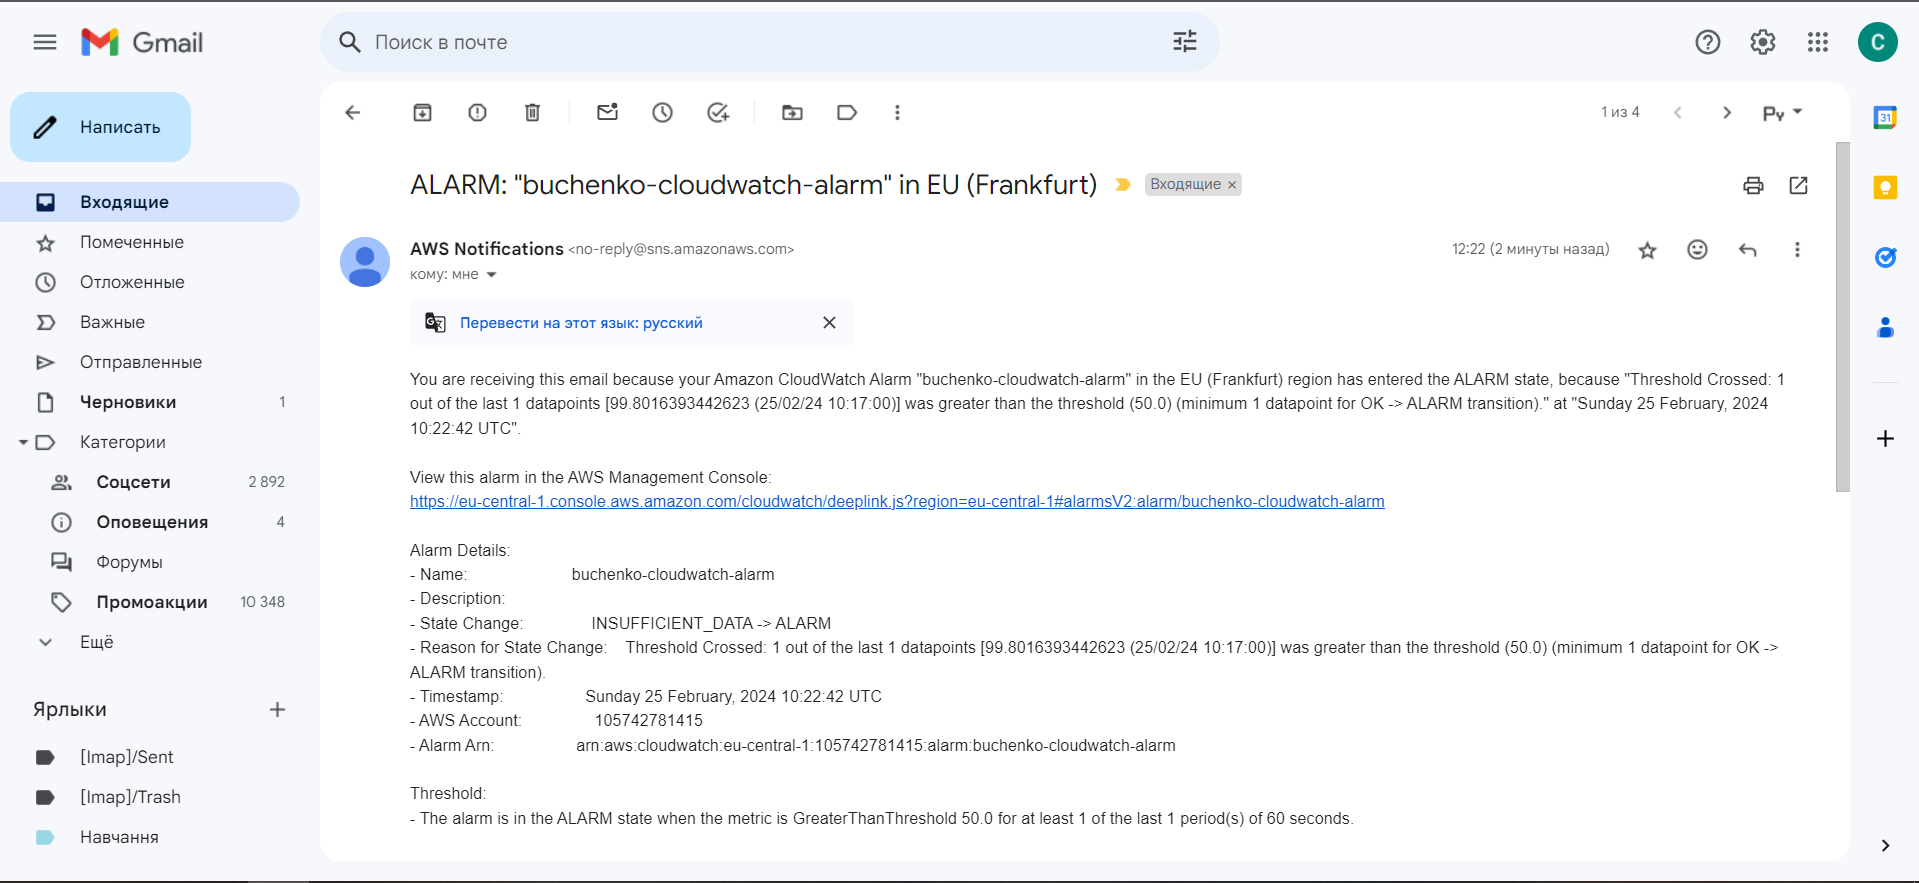 Gmail
Поиск в почте
C
Написать
1 из 4
Ру
31
ALARM: "buchenko-cloudwatch-alarm" in EU (Frankfurt)
Входящие ×
Входящие
Помеченные
Отложенные
Важные
Отправленные
Черновики 1
Категории
Соцсети 2 892
Оповещения 4
Форумы
Промоакции 10 348
Ещё
Ярлыки
[Imap]/Sent
[Imap]/Trash
Навчання
AWS Notifications <no-reply@sns.amazonaws.com>
12:22 (2 минуты назад)
кому: мне
Перевести на этот язык: русский
You are receiving this email because your Amazon CloudWatch Alarm "buchenko-cloudwatch-alarm" in the EU (Frankfurt) region has entered the ALARM state, because "Threshold Crossed: 1
out of the last 1 datapoints [99.8016393442623 (25/02/24 10:17:00)] was greater than the threshold (50.0) (minimum 1 datapoint for OK -> ALARM transition)." at "Sunday 25 February, 2024
10:22:42 UTC".
View this alarm in the AWS Management Console:
https://eu-central-1.console.aws.amazon.com/cloudwatch/deeplink.js?region=eu-central-1#alarmsV2:alarm/buchenko-cloudwatch-alarm
Alarm Details:
- Name: buchenko-cloudwatch-alarm
- Description:
- State Change: INSUFFICIENT_DATA -> ALARM
- Reason for State Change: Threshold Crossed: 1 out of the last 1 datapoints [99.8016393442623 (25/02/24 10:17:00)] was greater than the threshold (50.0) (minimum 1 datapoint for OK ->
ALARM transition).
- Timestamp: Sunday 25 February, 2024 10:22:42 UTC
- AWS Account: 105742781415
- Alarm Arn: arn:aws:cloudwatch:eu-central-1:105742781415:alarm:buchenko-cloudwatch-alarm
Threshold:
- The alarm is in the ALARM state when the metric is GreaterThanThreshold 50.0 for at least 1 of the last 1 period(s) of 60 seconds.